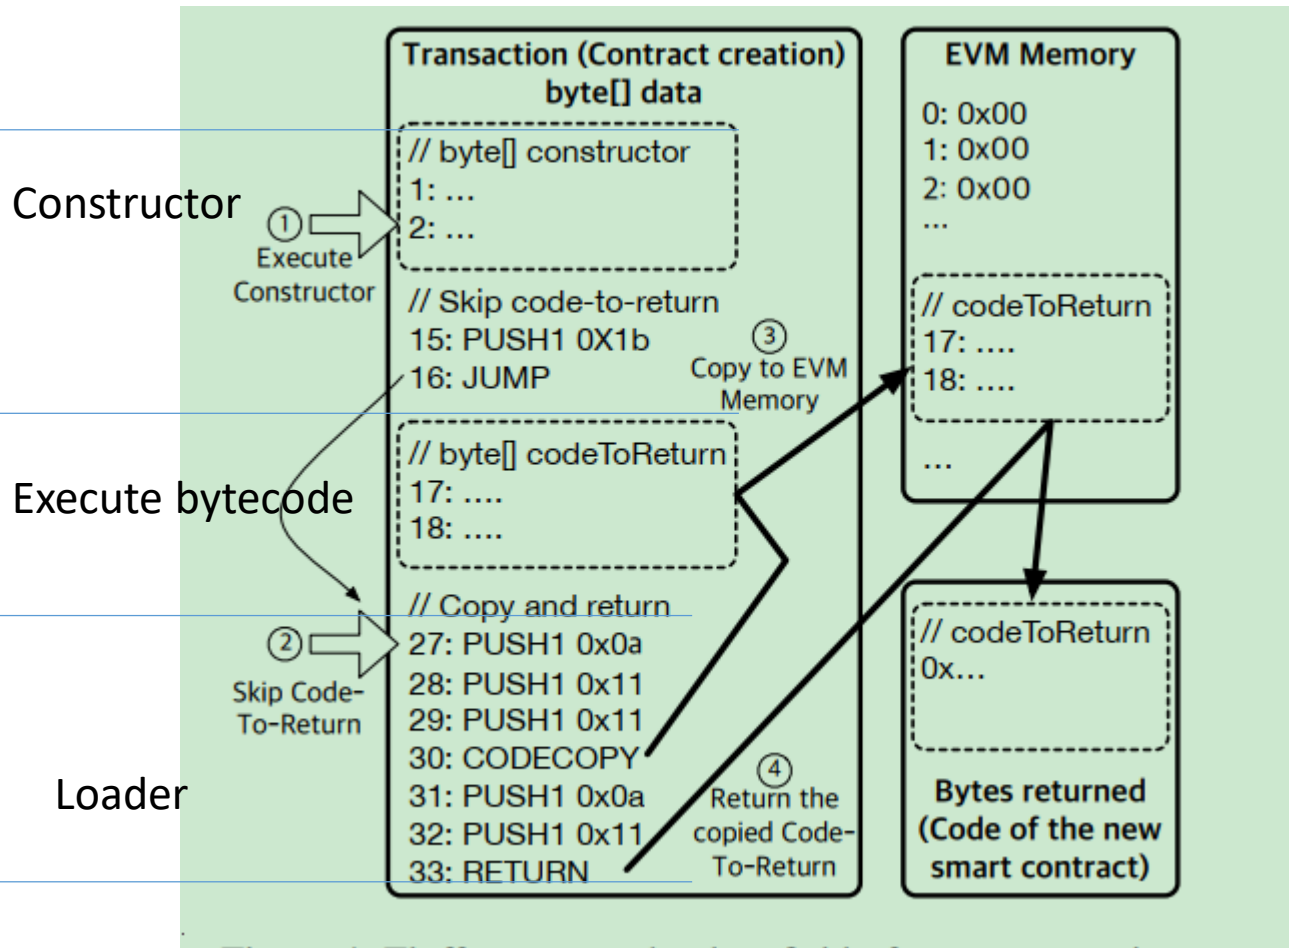 Transaction (Contract creation)
byte[] data
// byte[] constructor
1: ...
2: ...
Constructor
1
Execute
Constructor
// Skip code-to-return
15: PUSH1 0X1b
16: JUMP
3
Copy to EVM
Memory
// byte[] codeToReturn
17: ....
18: ....
Execute bytecode
// Copy and return
27: PUSH1 0x0a
28: PUSH1 0x11
29: PUSH1 0x11
30: CODECOPY
31: PUSH1 0x0a
32: PUSH1 0x11
33: RETURN
2
Skip Code-
To-Return
Loader
4
Return the
copied Code-
To-Return
EVM Memory
0: 0x00
1: 0x00
2: 0x00
...
// codeToReturn
17: ....
18: ....
...
// codeToReturn
0x...
Bytes returned
(Code of the new
smart contract)